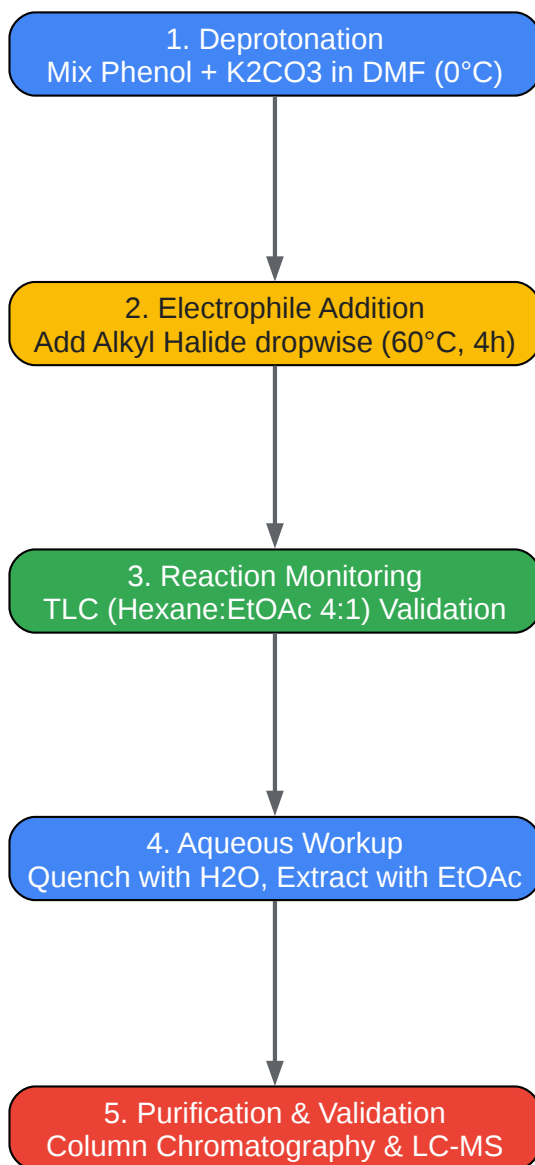 1. Deprotonation
Mix Phenol + K2CO3 in DMF (0°C)
2. Electrophile Addition
Add Alkyl Halide dropwise (60°C, 4h)
3. Reaction Monitoring
TLC (Hexane:EtOAc 4:1) Validation
4. Aqueous Workup
Quench with H2O, Extract with EtOAc
5. Purification & Validation
Column Chromatography & LC-MS